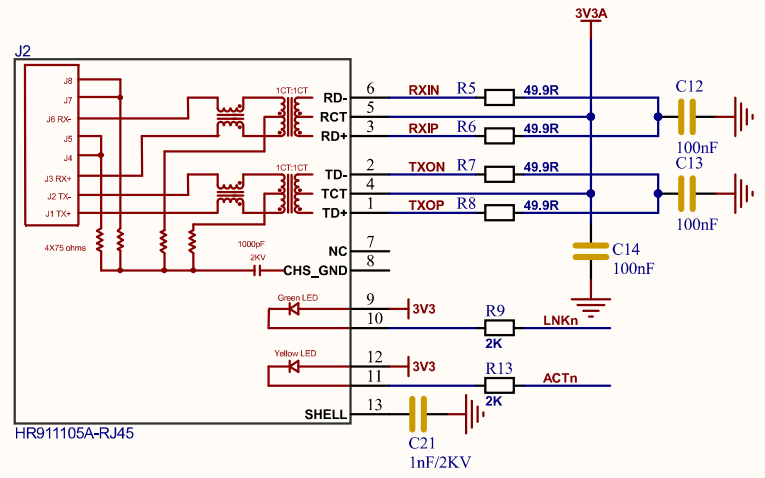 3V3A
J2
J8
J7
J6 RX-
J5
J4
J3 RX+
J2 TX-
J1 TX+
1CT:1CT
1CT:1CT
4X75 ohms
1000pF
2KV
RD- 6 RXIN R5 49.9R
RCT 5
RD+ 3 RXIP R6 49.9R
C12
100nF
TD- 2 TXON R7 49.9R
TCT 4
TD+ 1 TXOP R8 49.9R
C13
100nF
NC 7
CHS_GND 8
C14
100nF
Green LED
9 3V3
10 R9 LNKn
2K
Yellow LED
12 3V3
11 R13 ACTn
2K
SHELL 13
C21
1nF/2KV
HR911105A-RJ45